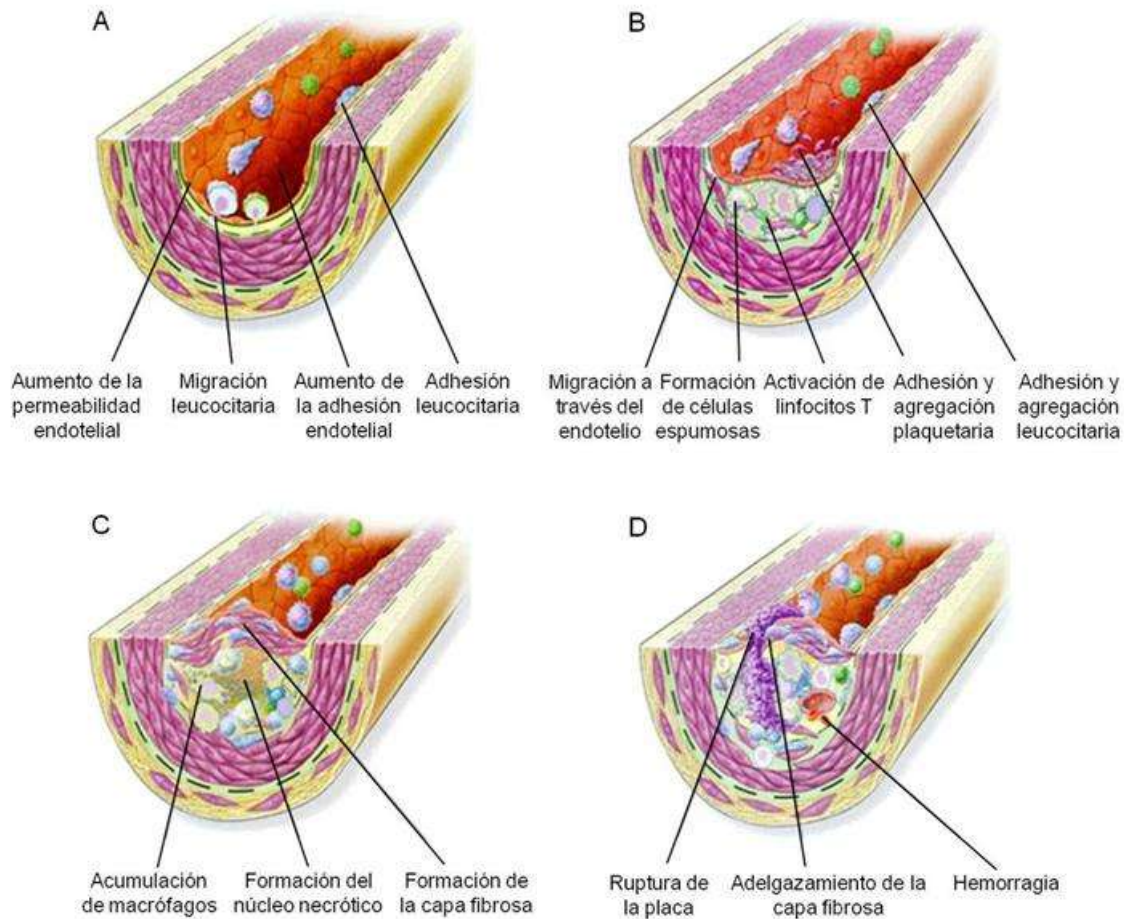 A
B
Aumento de la
permeabilidad
endotelial
Migración
leucocitaria
Aumento de
la adhesión
endotelial
Adhesión
leucocitaria
Migración a
través del
endotelio
Formación
de células
espumosas
Activación de
linfocitos T
Adhesión y
agregación
plaquetaria
Adhesión y
agregación
leucocitaria
C
D
Acumulación
de macrófagos
Formación del
núcleo necrótico
Formación de
la capa fibrosa
Ruptura de
la placa
Adelgazamiento de la
capa fibrosa
Hemorragia